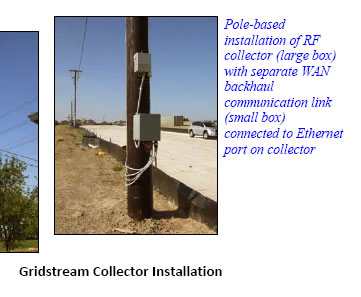 Pole-based
installation of RF
collector (large box)
with separate WAN
backhaul
communication link
(small box)
connected to Ethernet
port on collector
Gridstream Collector Installation